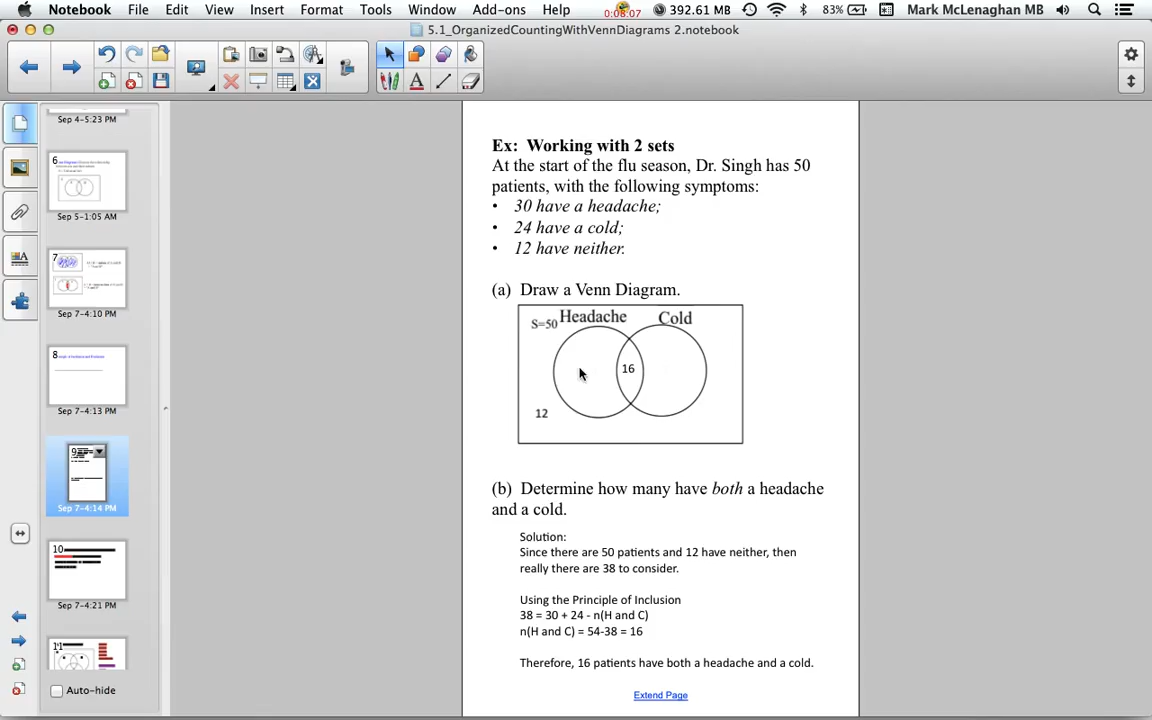 Notebook File Edit View Insert Format Tools Window Add-ons Help 0:08:07 392.61 MB 83% Mark McLenaghan MB
5.1_OrganizedCountingWithVennDiagrams 2.notebook
Sep 4-5:23 PM
6
Sep 5-1:05 AM
7
Sep 7-4:10 PM
8
Sep 7-4:13 PM
9
Sep 7-4:14 PM
10
Sep 7-4:21 PM
11
Auto-hide
Ex: Working with 2 sets
At the start of the flu season, Dr. Singh has 50
patients, with the following symptoms:
• 30 have a headache;
• 24 have a cold;
• 12 have neither.
(a) Draw a Venn Diagram.
S=50 Headache Cold
16
12
(b) Determine how many have both a headache
and a cold.
Solution:
Since there are 50 patients and 12 have neither, then
really there are 38 to consider.
Using the Principle of Inclusion
38 = 30 + 24 - n(H and C)
n(H and C) = 54-38 = 16
Therefore, 16 patients have both a headache and a cold.
Extend Page